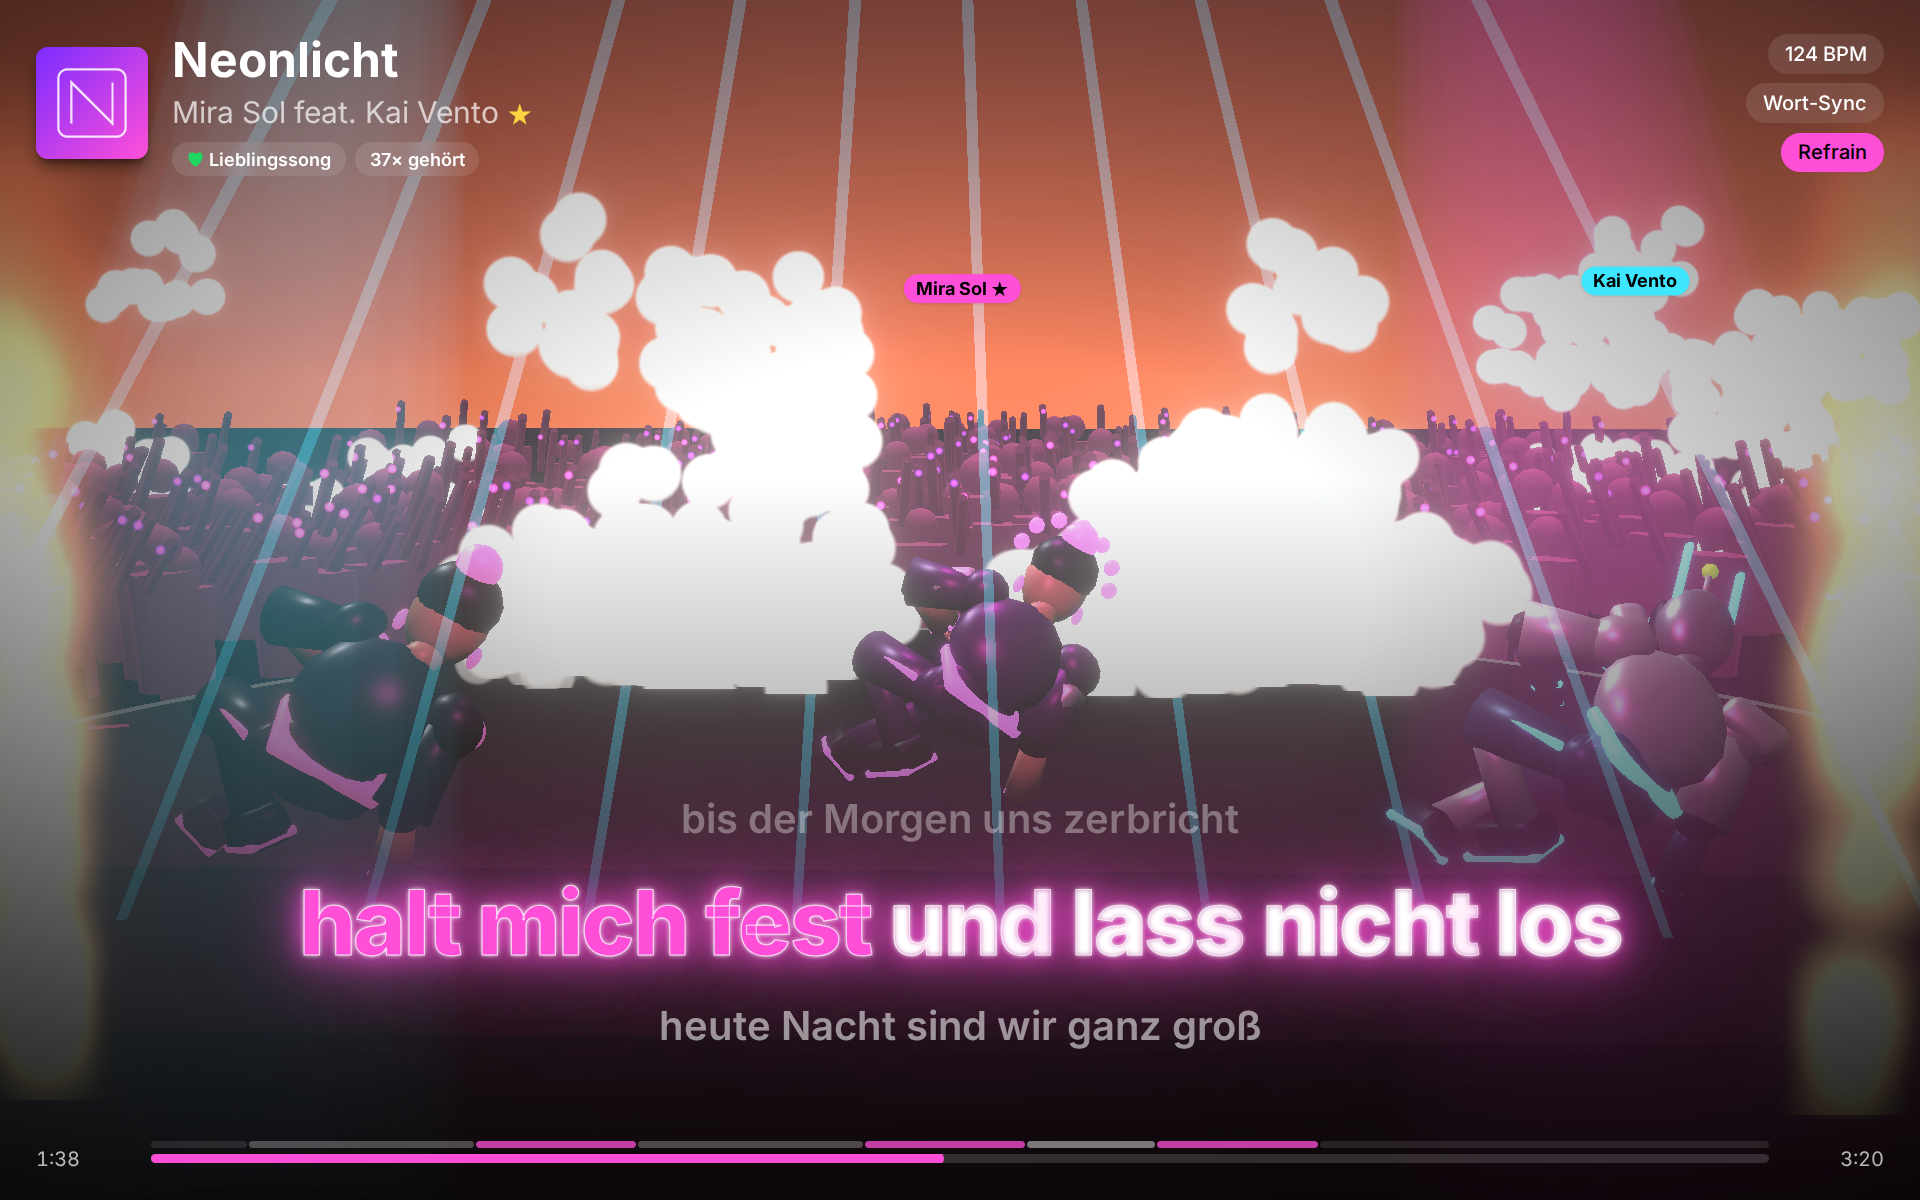 N
Neonlicht
Mira Sol feat. Kai Vento ★
Lieblingssong
37× gehört
124 BPM
Wort-Sync
Refrain
Mira Sol ★
Kai Vento
bis der Morgen uns zerbricht
halt mich fest und lass nicht los
heute Nacht sind wir ganz groß
1:38
3:20